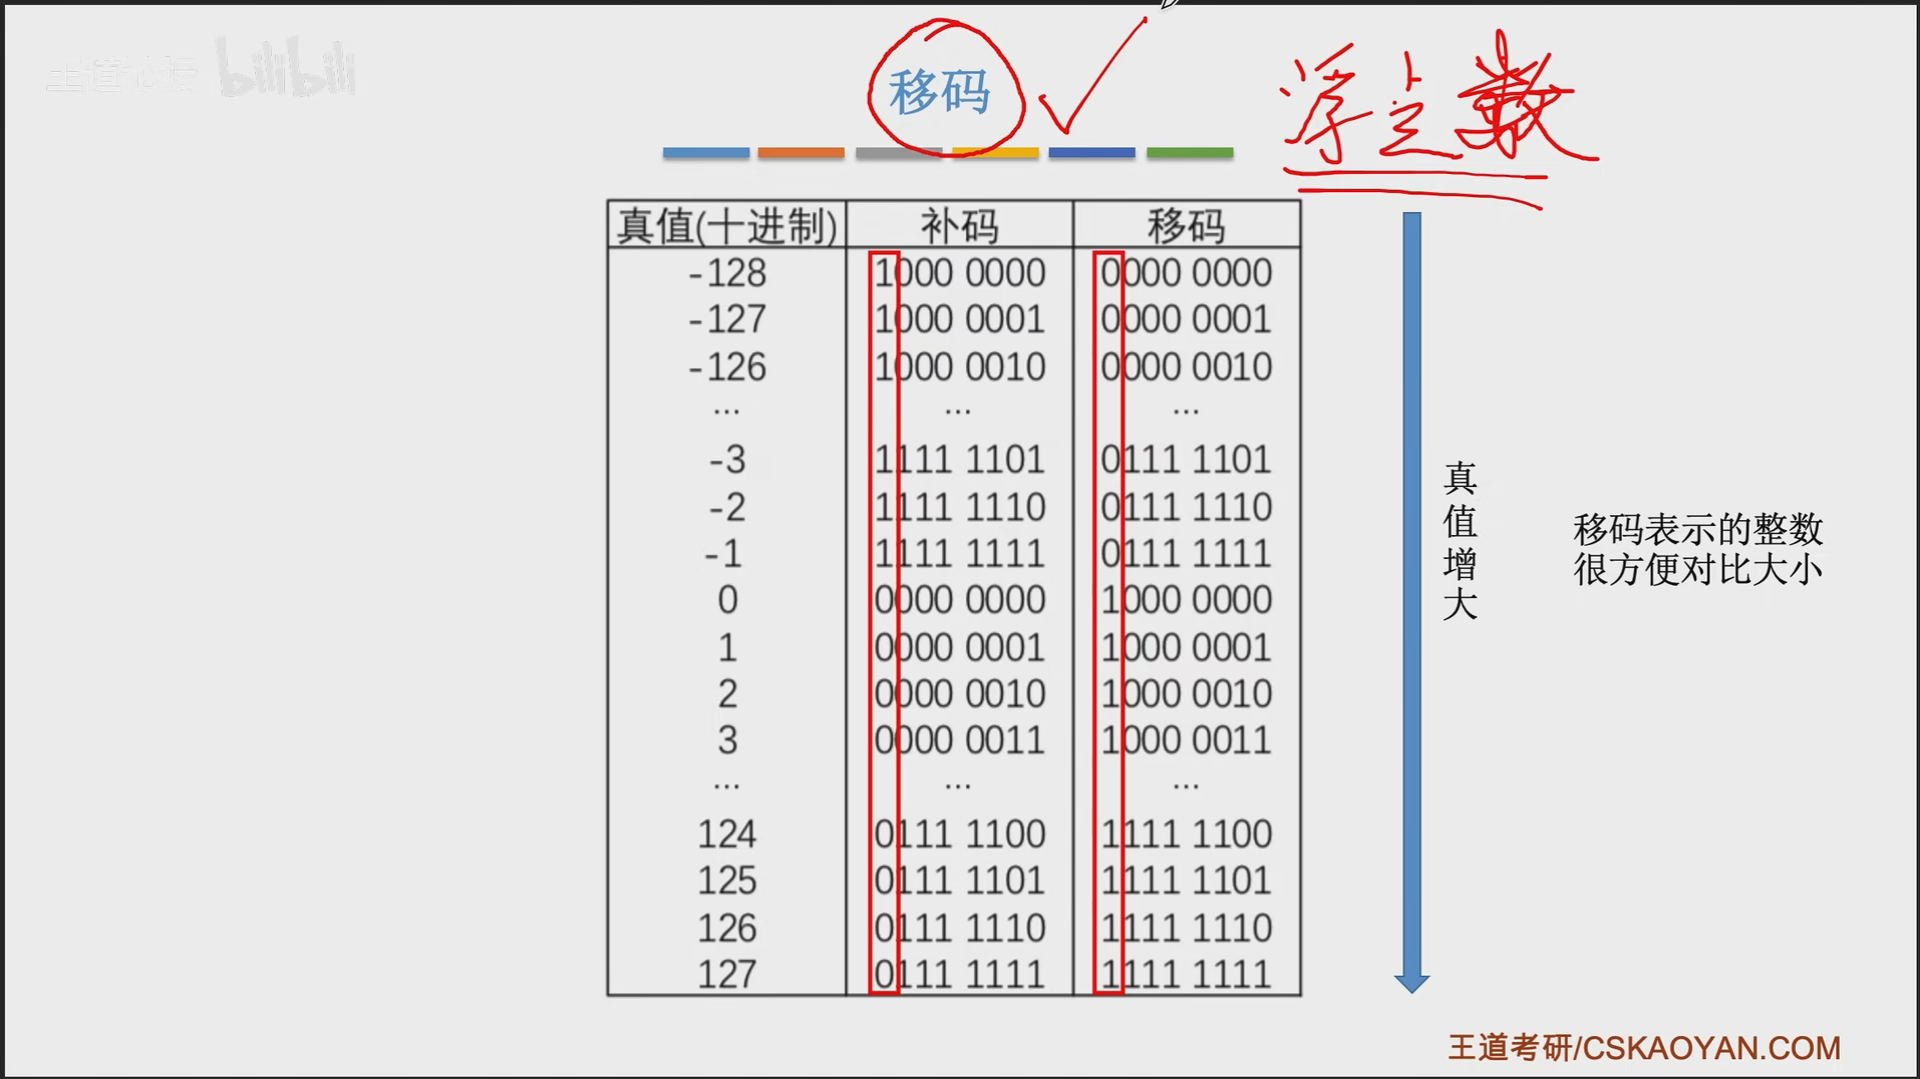 王道论坛 bilibili
移码
浮点数
真值(十进制) 补码 移码
-128 1000 0000 0000 0000
-127 1000 0001 0000 0001
-126 1000 0010 0000 0010
... ... ...
-3 1111 1101 0111 1101
-2 1111 1110 0111 1110
-1 1111 1111 0111 1111
0 0000 0000 1000 0000
1 0000 0001 1000 0001
2 0000 0010 1000 0010
3 0000 0011 1000 0011
... ... ...
124 0111 1100 1111 1100
125 0111 1101 1111 1101
126 0111 1110 1111 1110
127 0111 1111 1111 1111
真值增大
移码表示的整数
很方便对比大小
王道考研/CSKAOYAN.COM